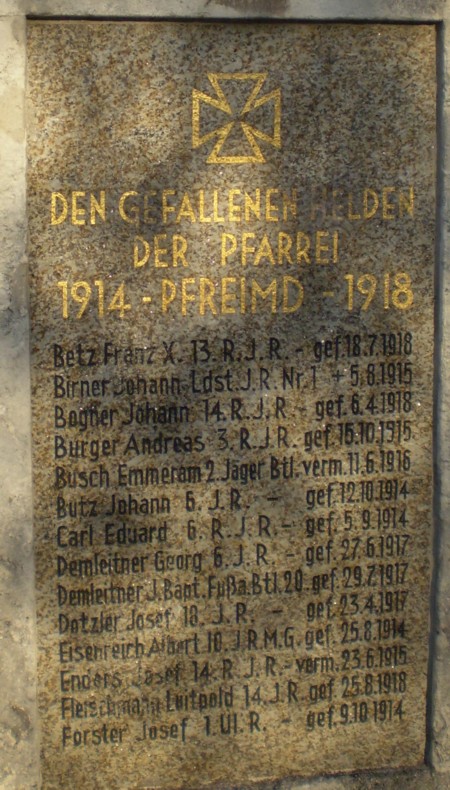 DEN GEFALLENEN HELDEN
DER PFARREI
1914 - PFREIMD - 1918
Betz Franz X. 13. R.J.R. - gef. 18.7.1918
Birner Johann Ldst. J.R. Nr. 1 + 5.8.1915
Bogner Johann 14. R.J.R. - gef. 6.4.1918
Burger Andreas 3. R.J.R. gef. 15.10.1915
Busch Emmeram 2. Jäger Btl. verm. 11.6.1916
Butz Johann 6. J.R. - gef. 12.10.1914
Carl Eduard 6. R.J.R. - gef. 5.9.1914
Demleitner Georg 6. J.R. - gef. 27.6.1917
Demleitner J. Bapt. Fußa. Btl. 20. gef. 29.7.1917
Dotzler Josef 10. J.R. - gef. 23.4.1917
Eisenreich Albert 10. J.R.M.G. gef. 25.8.1914
Enders Josef 14. R.J.R. - verm. 23.6.1915
Fleischmann Luitpold 14. J.R. gef. 25.8.1918
Forster Josef 1. Ul. R. - gef. 9.10.1914